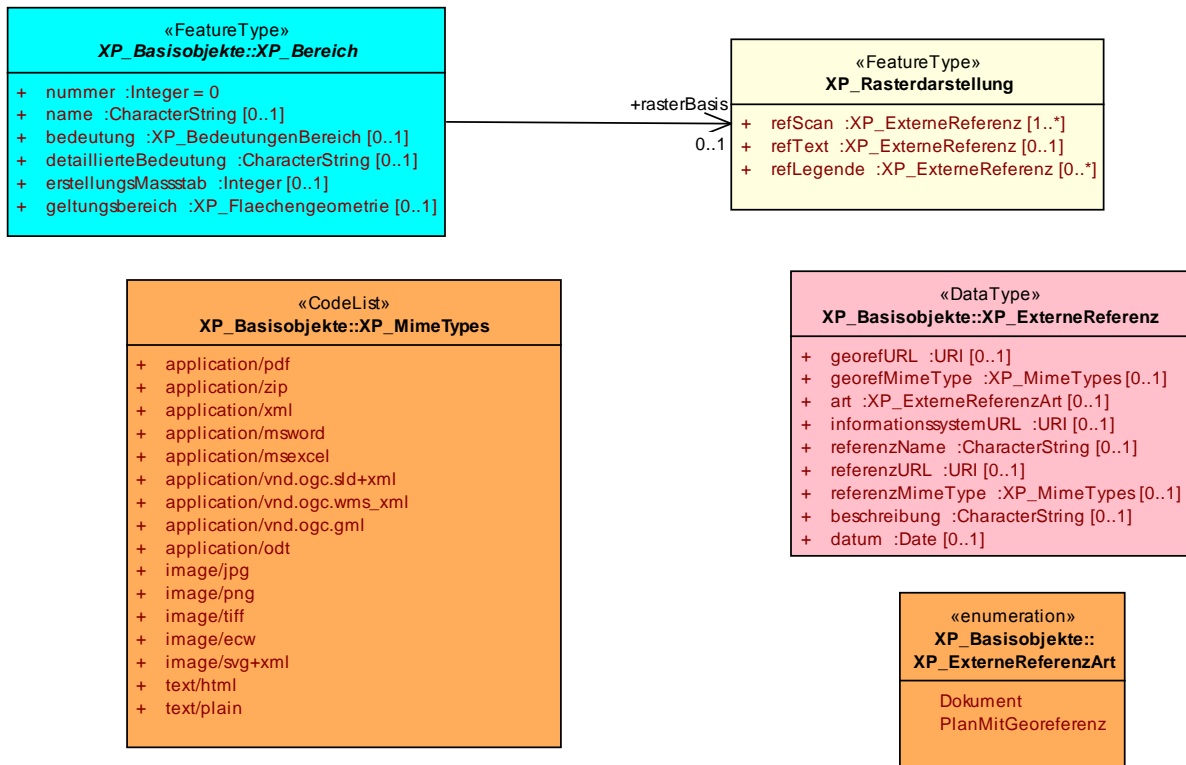 «FeatureType»
XP_Basisobjekte::XP_Bereich
+ nummer :Integer = 0
+ name :CharacterString [0..1]
+ bedeutung :XP_BedeutungenBereich [0..1]
+ detaillierteBedeutung :CharacterString [0..1]
+ erstellungsMassstab :Integer [0..1]
+ geltungsbereich :XP_Flaechengeometrie [0..1]
+rasterBasis
0..1
«FeatureType»
XP_Rasterdarstellung
+ refScan :XP_ExterneReferenz [1..*]
+ refText :XP_ExterneReferenz [0..1]
+ refLegende :XP_ExterneReferenz [0..*]
«CodeList»
XP_Basisobjekte::XP_MimeTypes
+ application/pdf
+ application/zip
+ application/xml
+ application/msword
+ application/msexcel
+ application/vnd.ogc.sld+xml
+ application/vnd.ogc.wms_xml
+ application/vnd.ogc.gml
+ application/odt
+ image/jpg
+ image/png
+ image/tiff
+ image/ecw
+ image/svg+xml
+ text/html
+ text/plain
«DataType»
XP_Basisobjekte::XP_ExterneReferenz
+ georefURL :URI [0..1]
+ georefMimeType :XP_MimeTypes [0..1]
+ art :XP_ExterneReferenzArt [0..1]
+ informationssystemURL :URI [0..1]
+ referenzName :CharacterString [0..1]
+ referenzURL :URI [0..1]
+ referenzMimeType :XP_MimeTypes [0..1]
+ beschreibung :CharacterString [0..1]
+ datum :Date [0..1]
«enumeration»
XP_Basisobjekte::
XP_ExterneReferenzArt
Dokument
PlanMitGeoreferenz